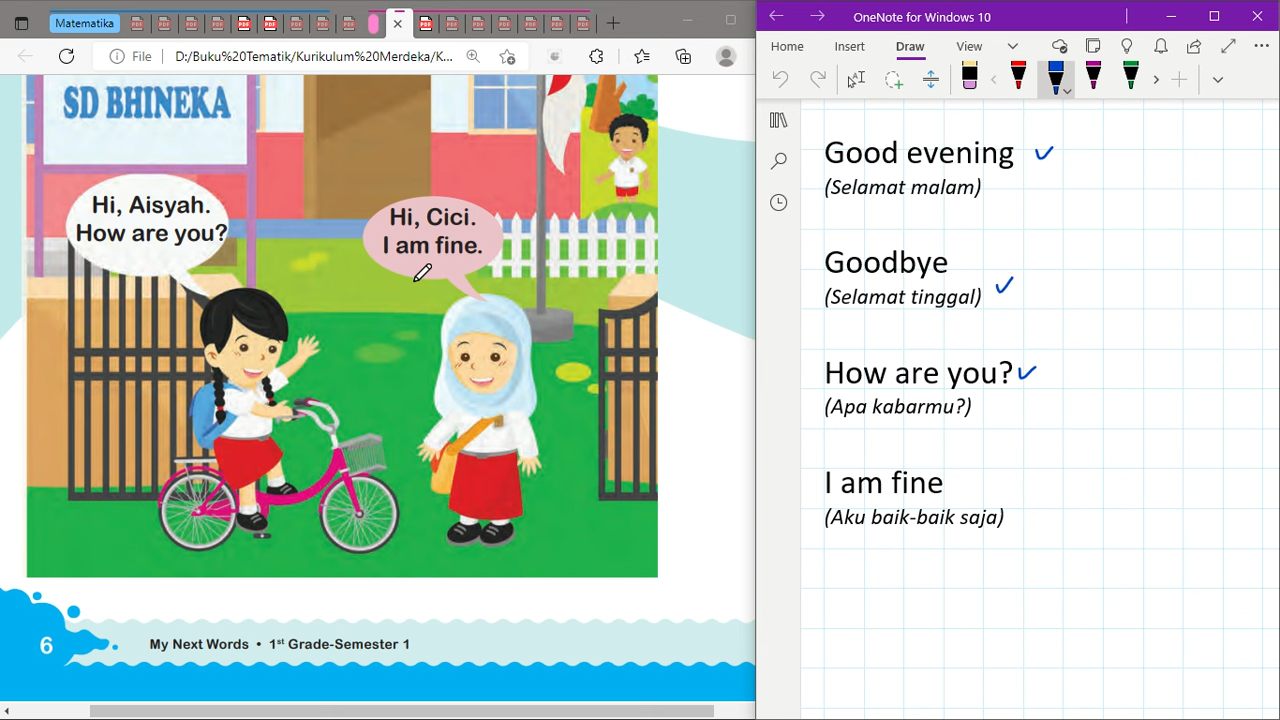 Matematika
File
D:/Buku%20Tematik/Kurikulum%20Merdeka/K...
SD BHINEKA
Hi, Aisyah.
How are you?
Hi, Cici.
I am fine.
6
My Next Words • 1st Grade-Semester 1
OneNote for Windows 10
Home
Insert
Draw
View
Good evening
(Selamat malam)
Goodbye
(Selamat tinggal)
How are you?
(Apa kabarmu?)
I am fine
(Aku baik-baik saja)